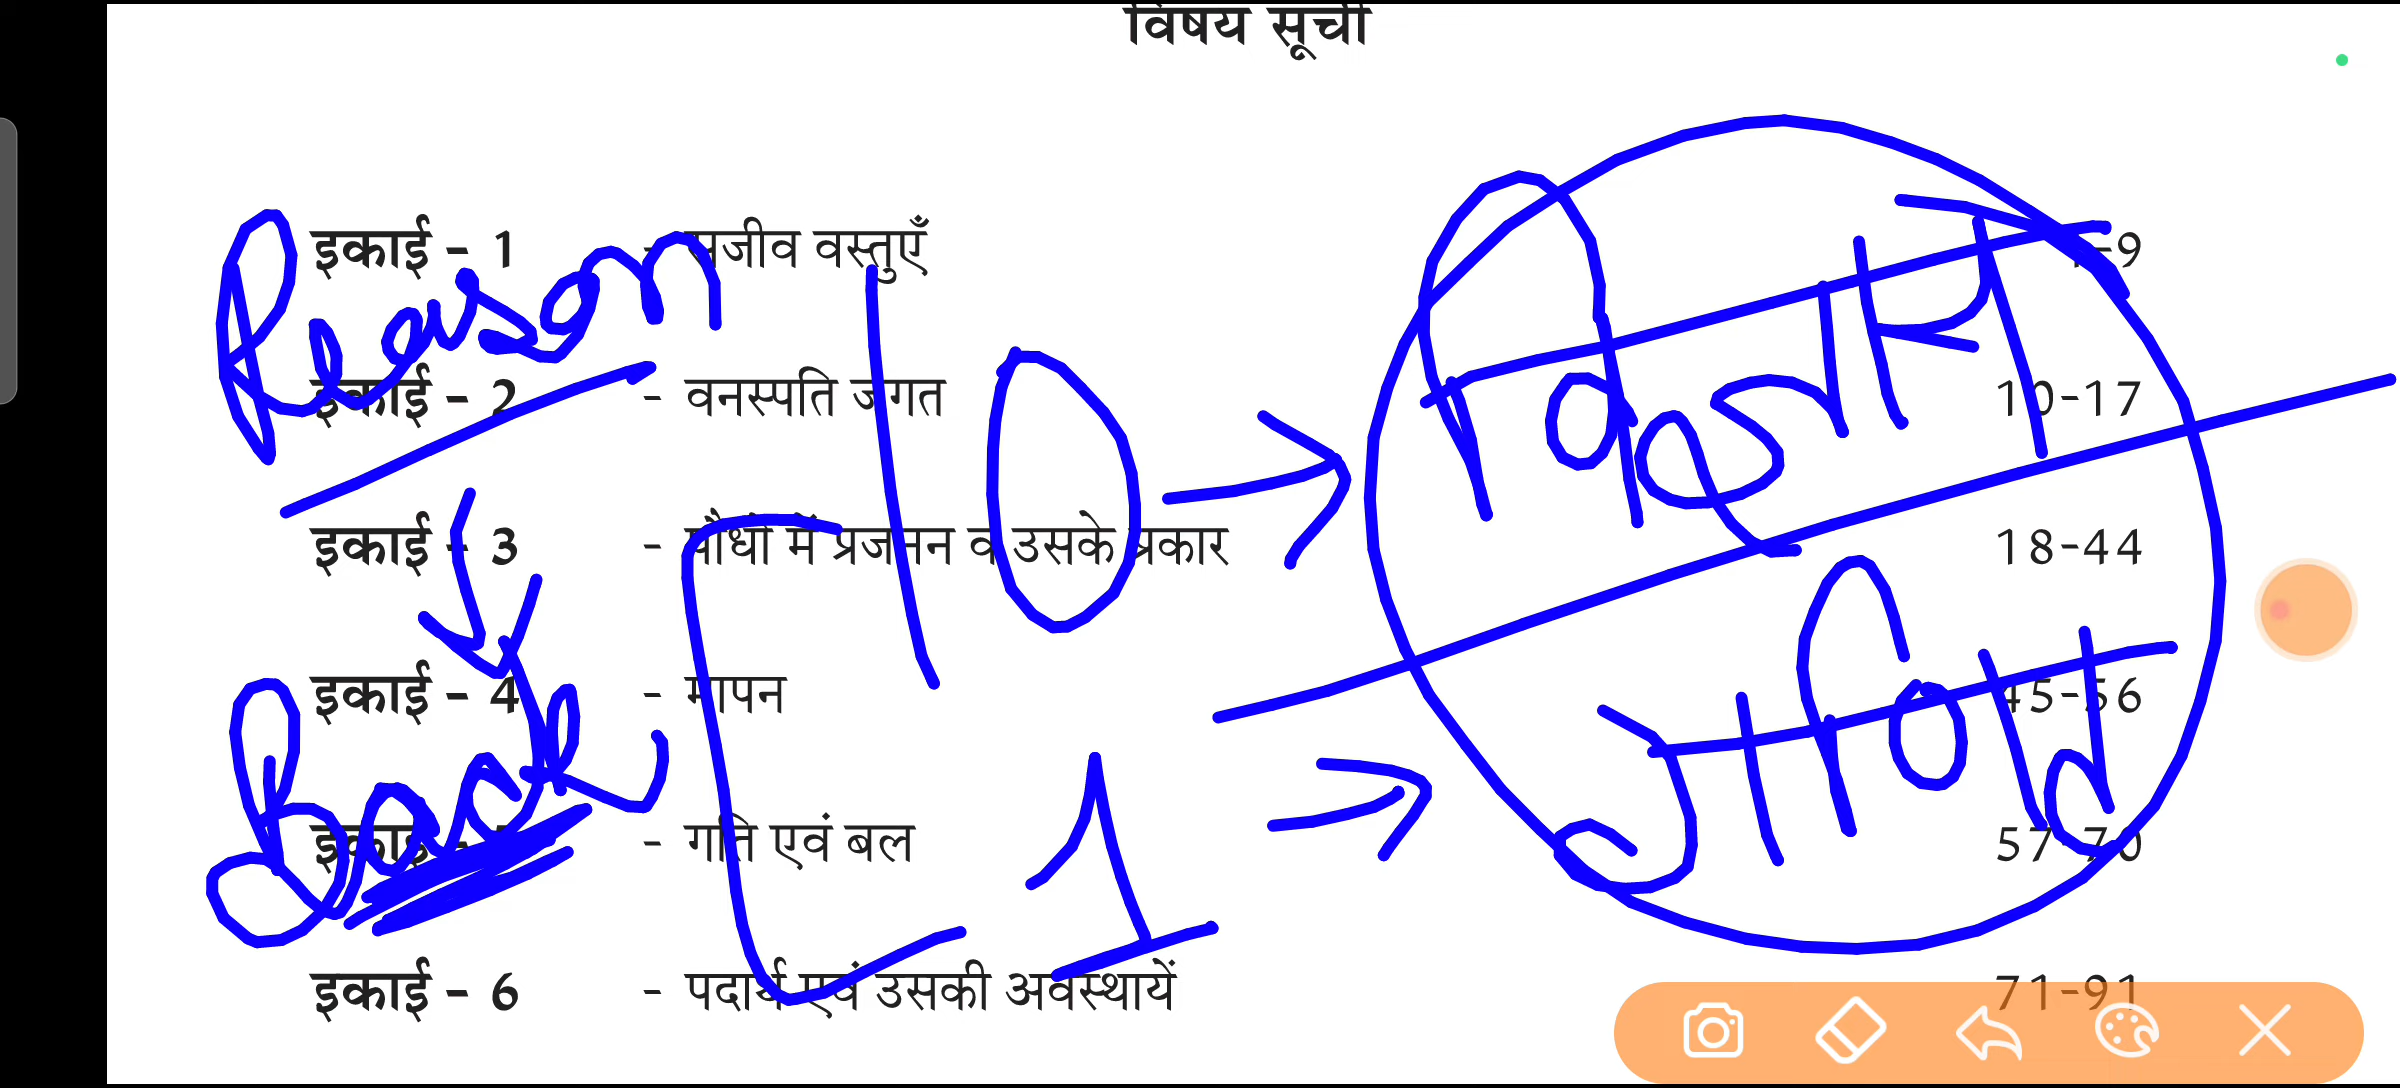 विषय सूची
इकाई - 1 - सजीव वस्तुएँ 1-9
Reason
इकाई - 2 - वनस्पति जगत 10-17
10 →
इकाई - 3 - पौधों में प्रजनन व उसके प्रकार 18-44
इकाई - 4 - मापन 45-56
Book
इकाई - 5 - गति एवं बल 57-70
C-1 →
इकाई - 6 - पदार्थ एवं उसकी अवस्थायें 71-91